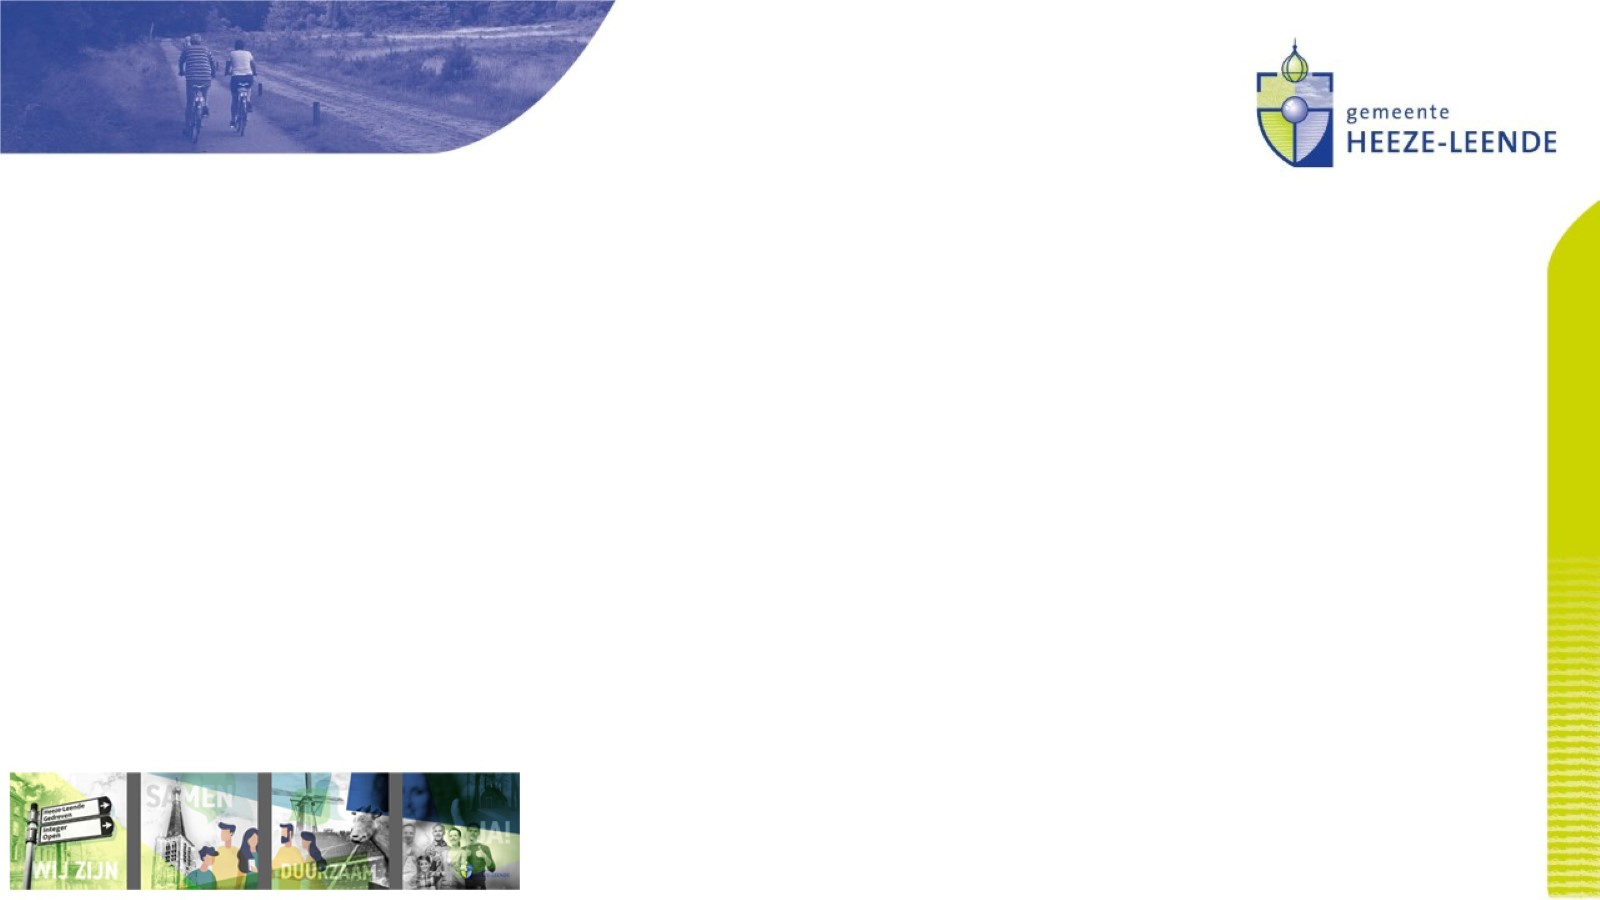 gemeente
HEEZE-LEENDE
Heeze-Leende
Gedreven
Integer
Open
WIJ ZIJN
SAMEN
DUURZAAM
JA!